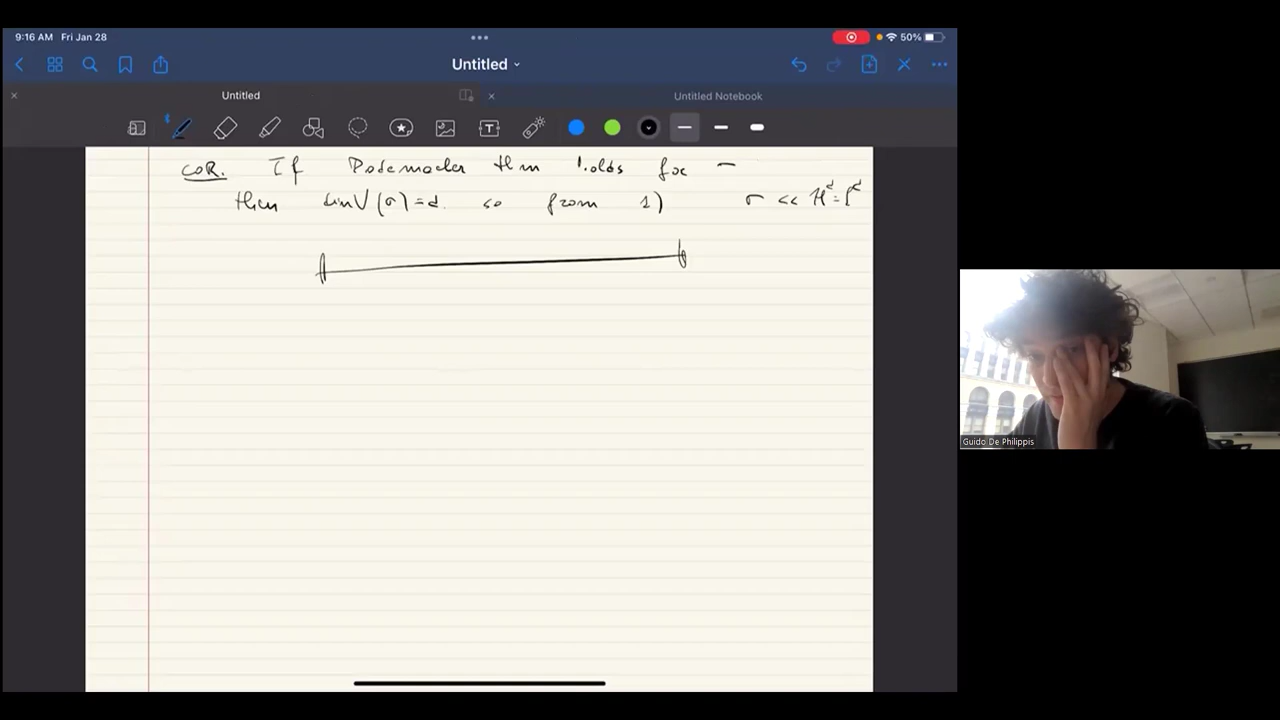 9:16 AM Fri Jan 28
50%
Untitled
Untitled
Untitled Notebook
COR. If Rademacher thm holds for σ
then dim V(σ) = d. so from 1) σ << H^d = L^d
Guido De Philippis